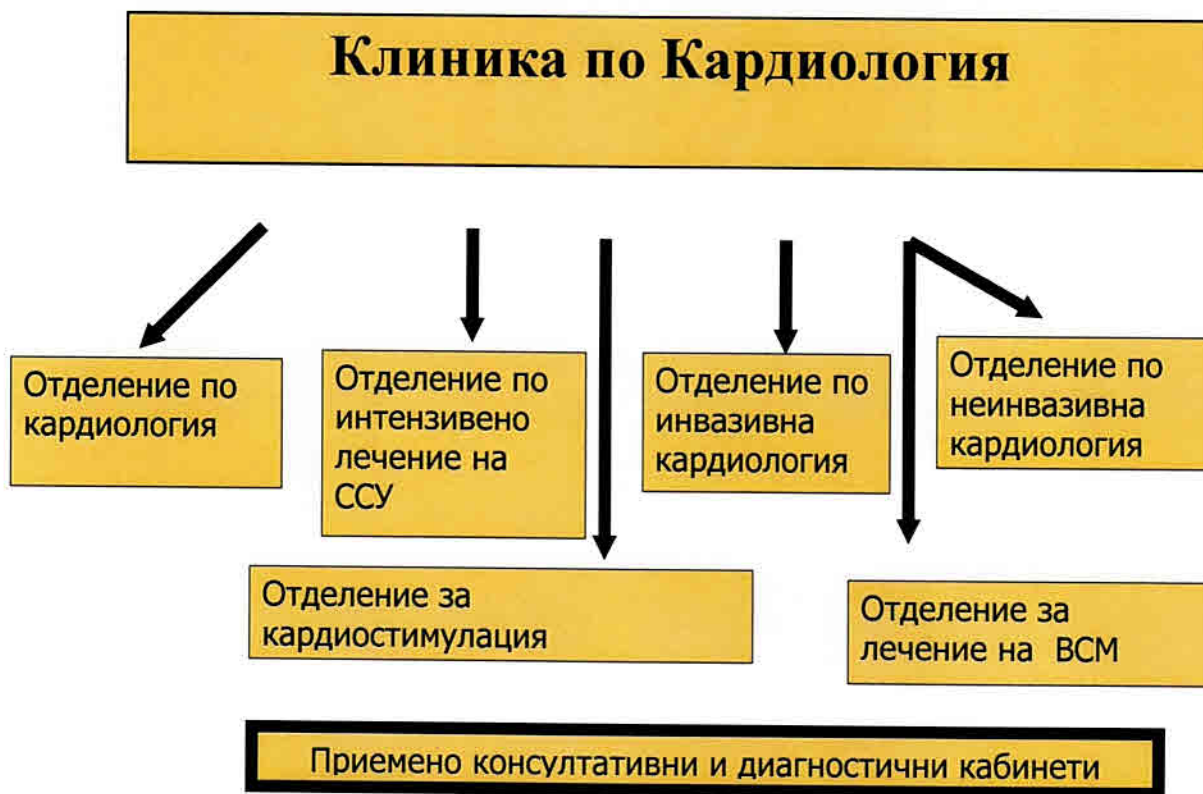 Клиника по Кардиология
Отделение по
кардиология
Отделение по
интензивено
лечение на
ССУ
Отделение по
инвазивна
кардиология
Отделение по
неинвазивна
кардиология
Отделение за
кардиостимулация
Отделение за
лечение на ВСМ
Приемено консултативни и диагностични кабинети